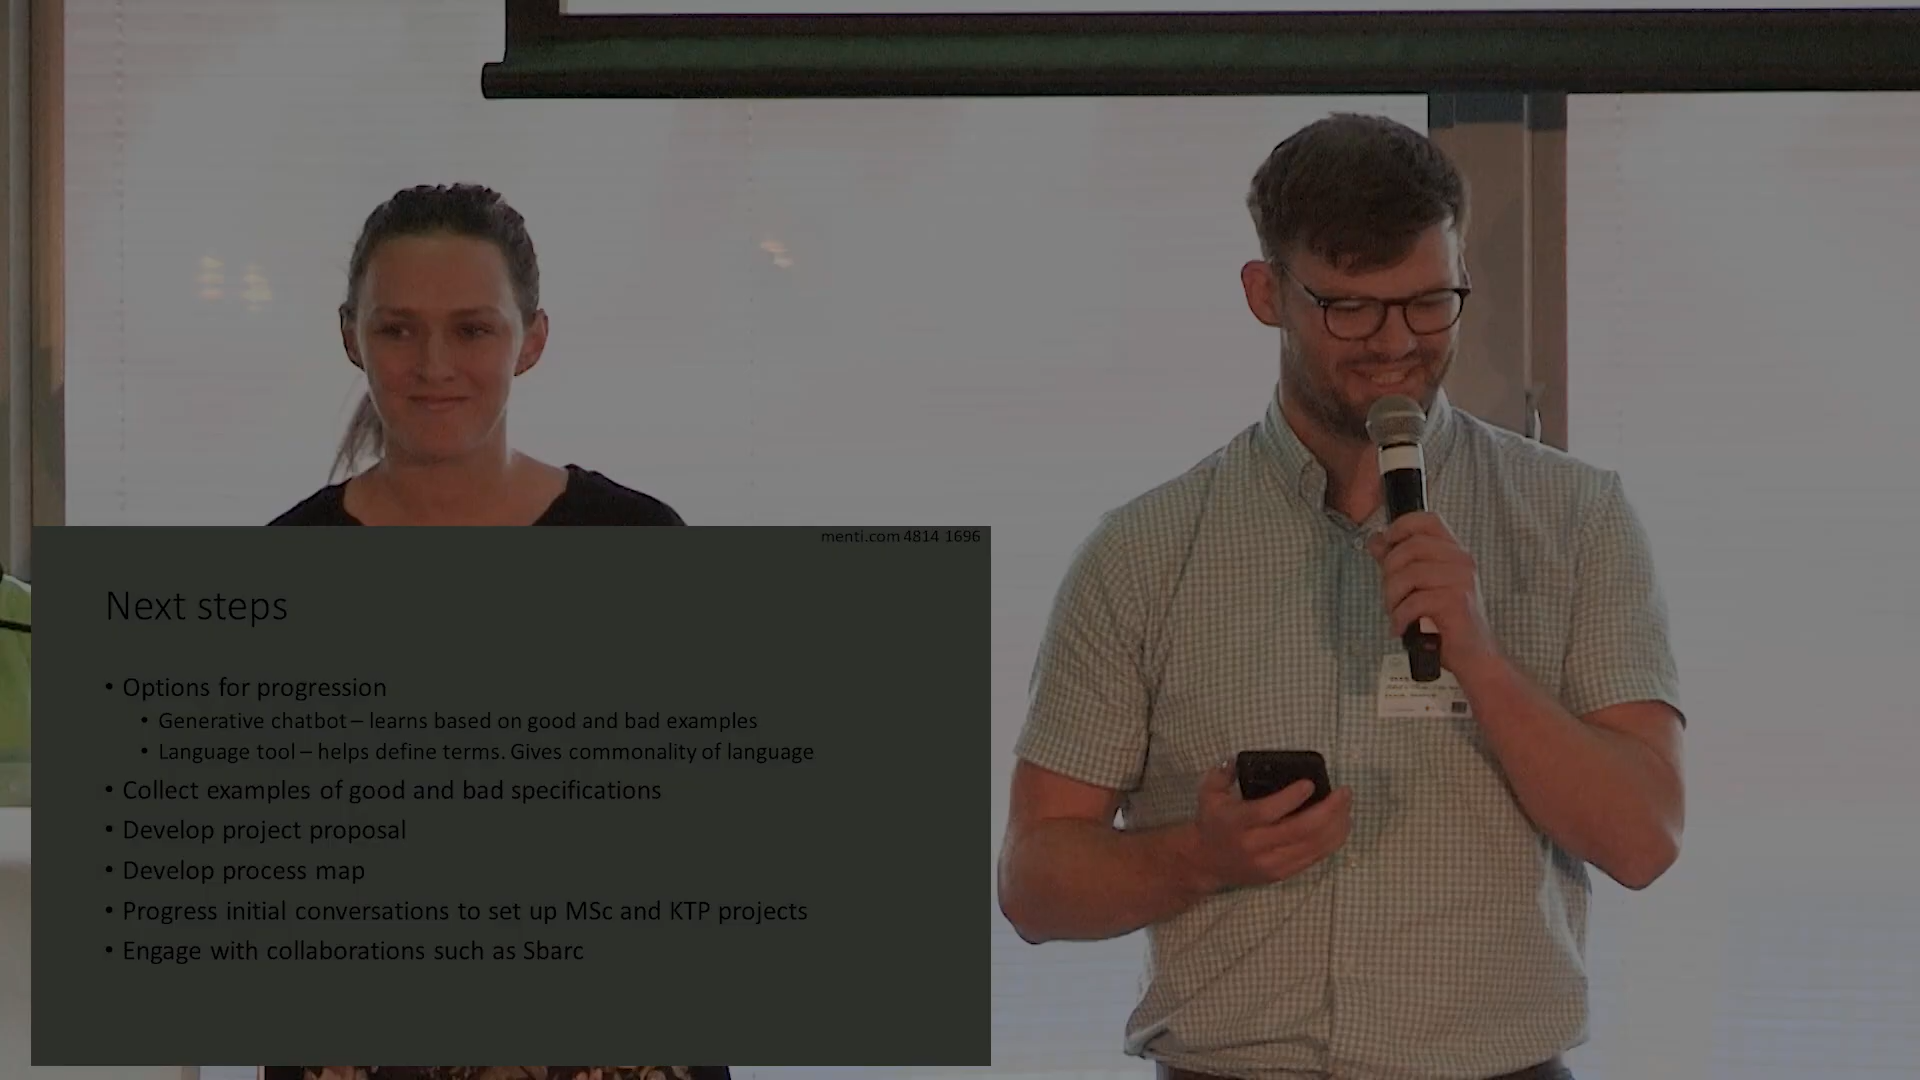 menti.com 4814 1696
Next steps
• Options for progression
• Generative chatbot – learns based on good and bad examples
• Language tool – helps define terms. Gives commonality of language
• Collect examples of good and bad specifications
• Develop project proposal
• Develop process map
• Progress initial conversations to set up MSc and KTP projects
• Engage with collaborations such as Sbarc